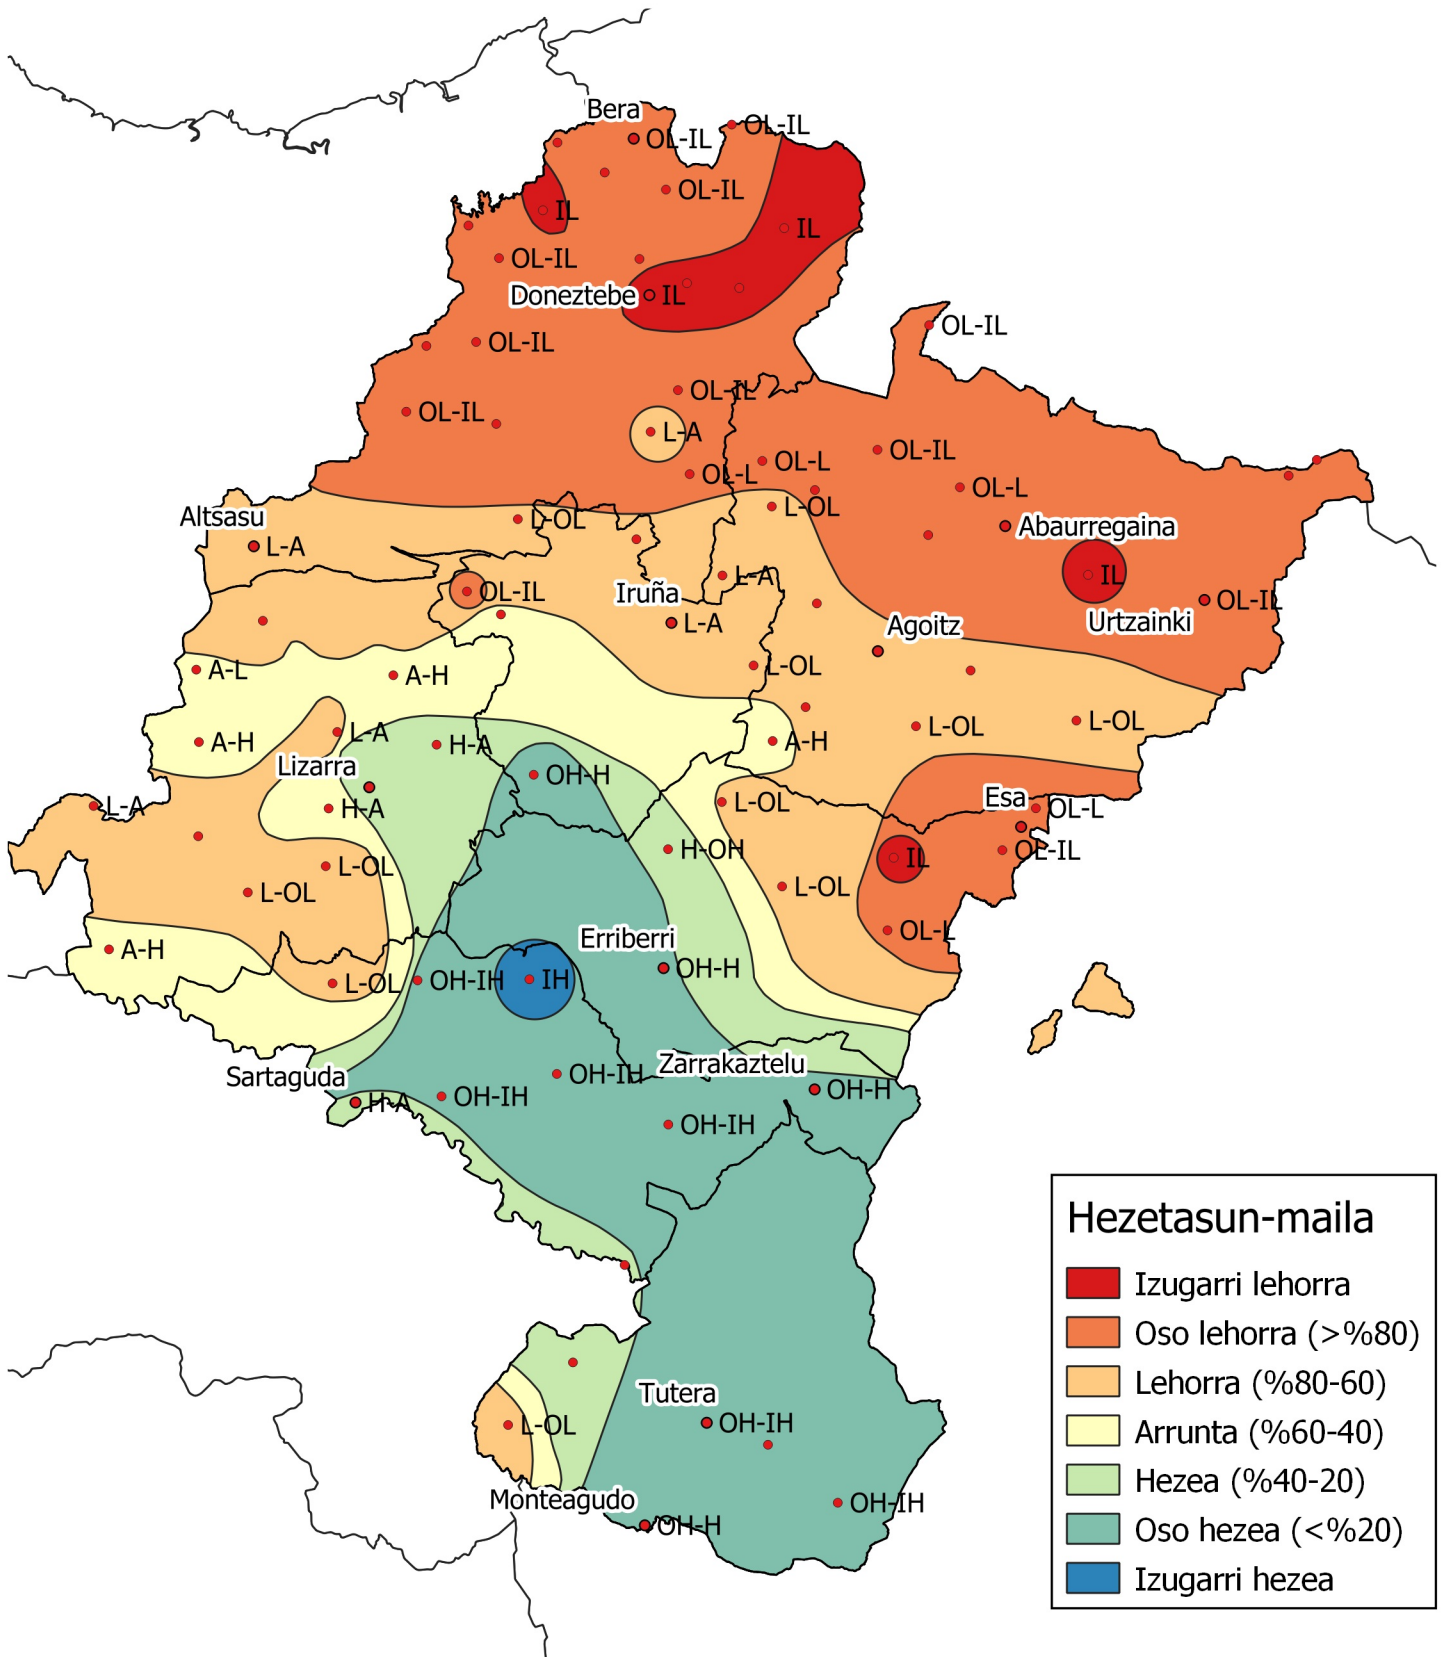 Bera
OL-IL
OL-IL
OL-IL
IL
IL
OL-IL
Doneztebe
IL
OL-IL
OL-IL
OL-IL
OL-IL
L-A
OL-IL
OL-L
OL-L
OL-L
L-OL
Altsasu
L-OL
Abaurregaina
L-A
L-A
IL
OL-IL
Iruña
OL-IL
L-A
Agoitz
Urtzainki
A-L
A-H
L-OL
L-OL
L-OL
L-A
A-H
H-A
A-H
Lizarra
OH-H
L-A
H-A
L-OL
Esa
OL-L
H-OH
IL
OL-IL
L-OL
L-OL
L-OL
A-H
Erriberri
OL-L
OH-H
L-OL
OH-IH
IH
Sartaguda
OH-IH
Zarrakaztelu
OH-H
H-A
OH-IH
OH-IH
Hezetasun-maila
Izugarri lehorra
Oso lehorra (>%80)
Lehorra (%80-60)
Arrunta (%60-40)
Hezea (%40-20)
Oso hezea (<%20)
Izugarri hezea
Tutera
L-OL
OH-IH
Monteagudo
OH-IH
OH-H